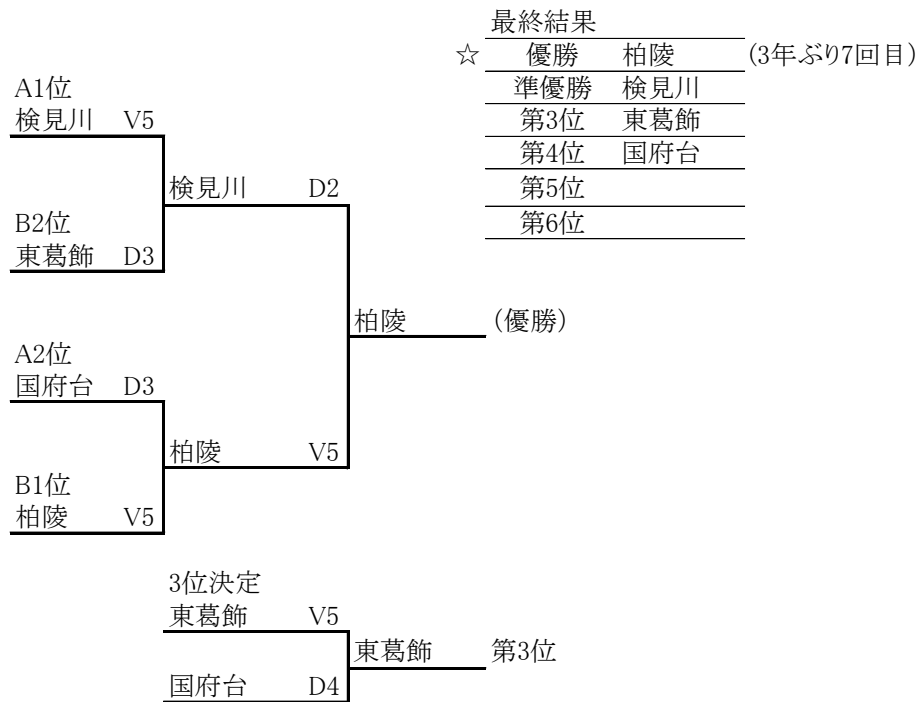 最終結果
☆ 優勝 柏陵 (3年ぶり7回目)
準優勝 検見川
第3位 東葛飾
第4位 国府台
第5位
第6位
A1位
検見川 V5
検見川 D2
B2位
東葛飾 D3
柏陵 (優勝)
A2位
国府台 D3
柏陵 V5
B1位
柏陵 V5
3位決定
東葛飾 V5
東葛飾 第3位
国府台 D4